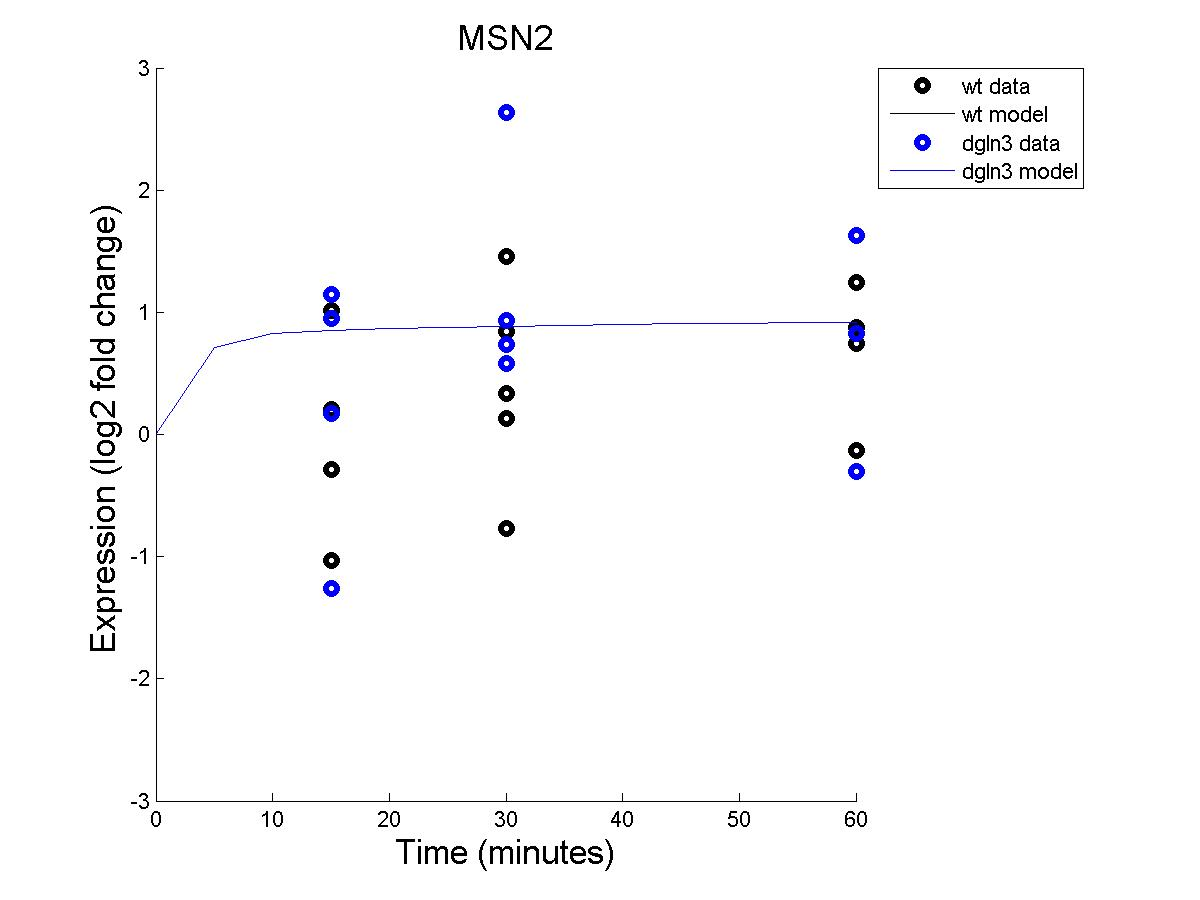 MSN2
wt data
wt model
dgln3 data
dgln3 model
Expression (log2 fold change)
3
2
1
0
-1
-2
-3
0 10 20 30 40 50 60
Time (minutes)